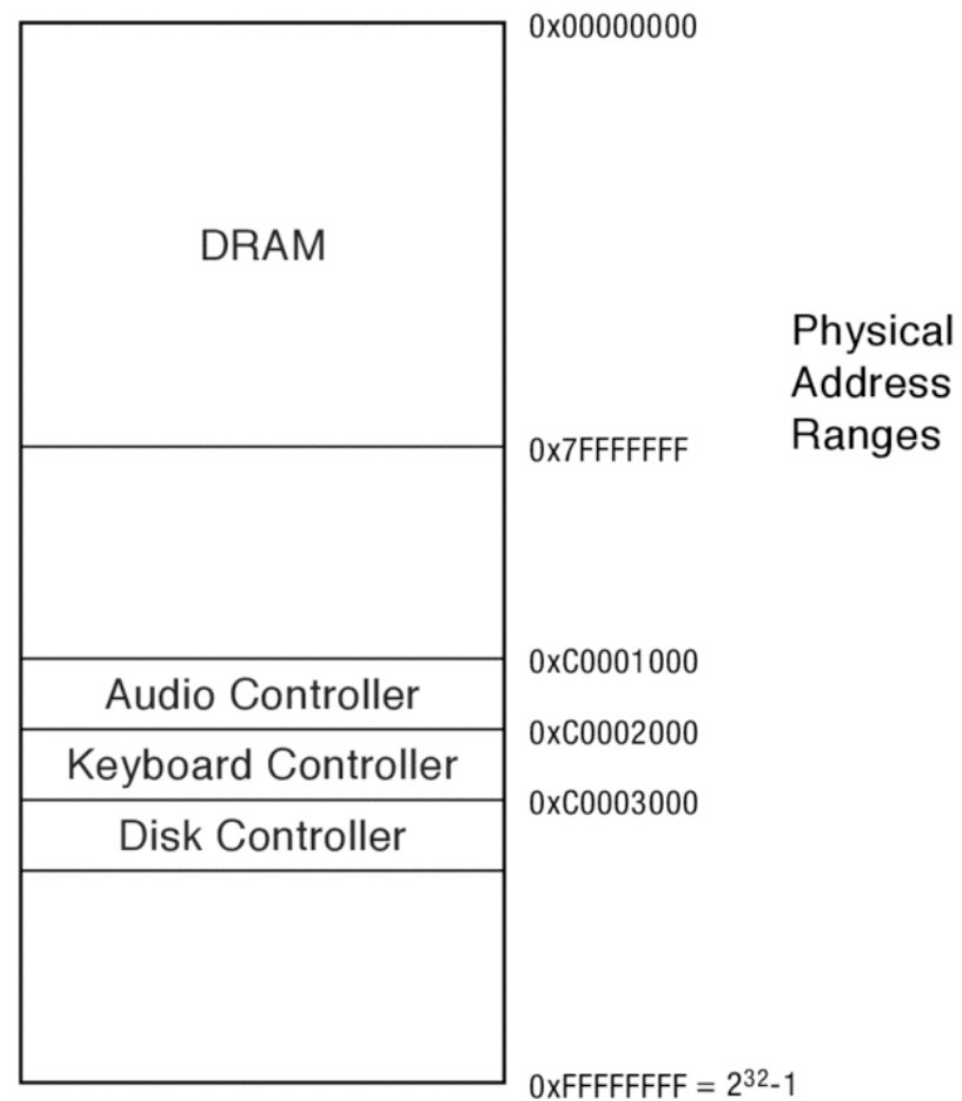 0x00000000
DRAM
Physical
Address
Ranges
0x7FFFFFFF
0xC0001000
Audio Controller
0xC0002000
Keyboard Controller
0xC0003000
Disk Controller
0xFFFFFFFF = 2³²-1